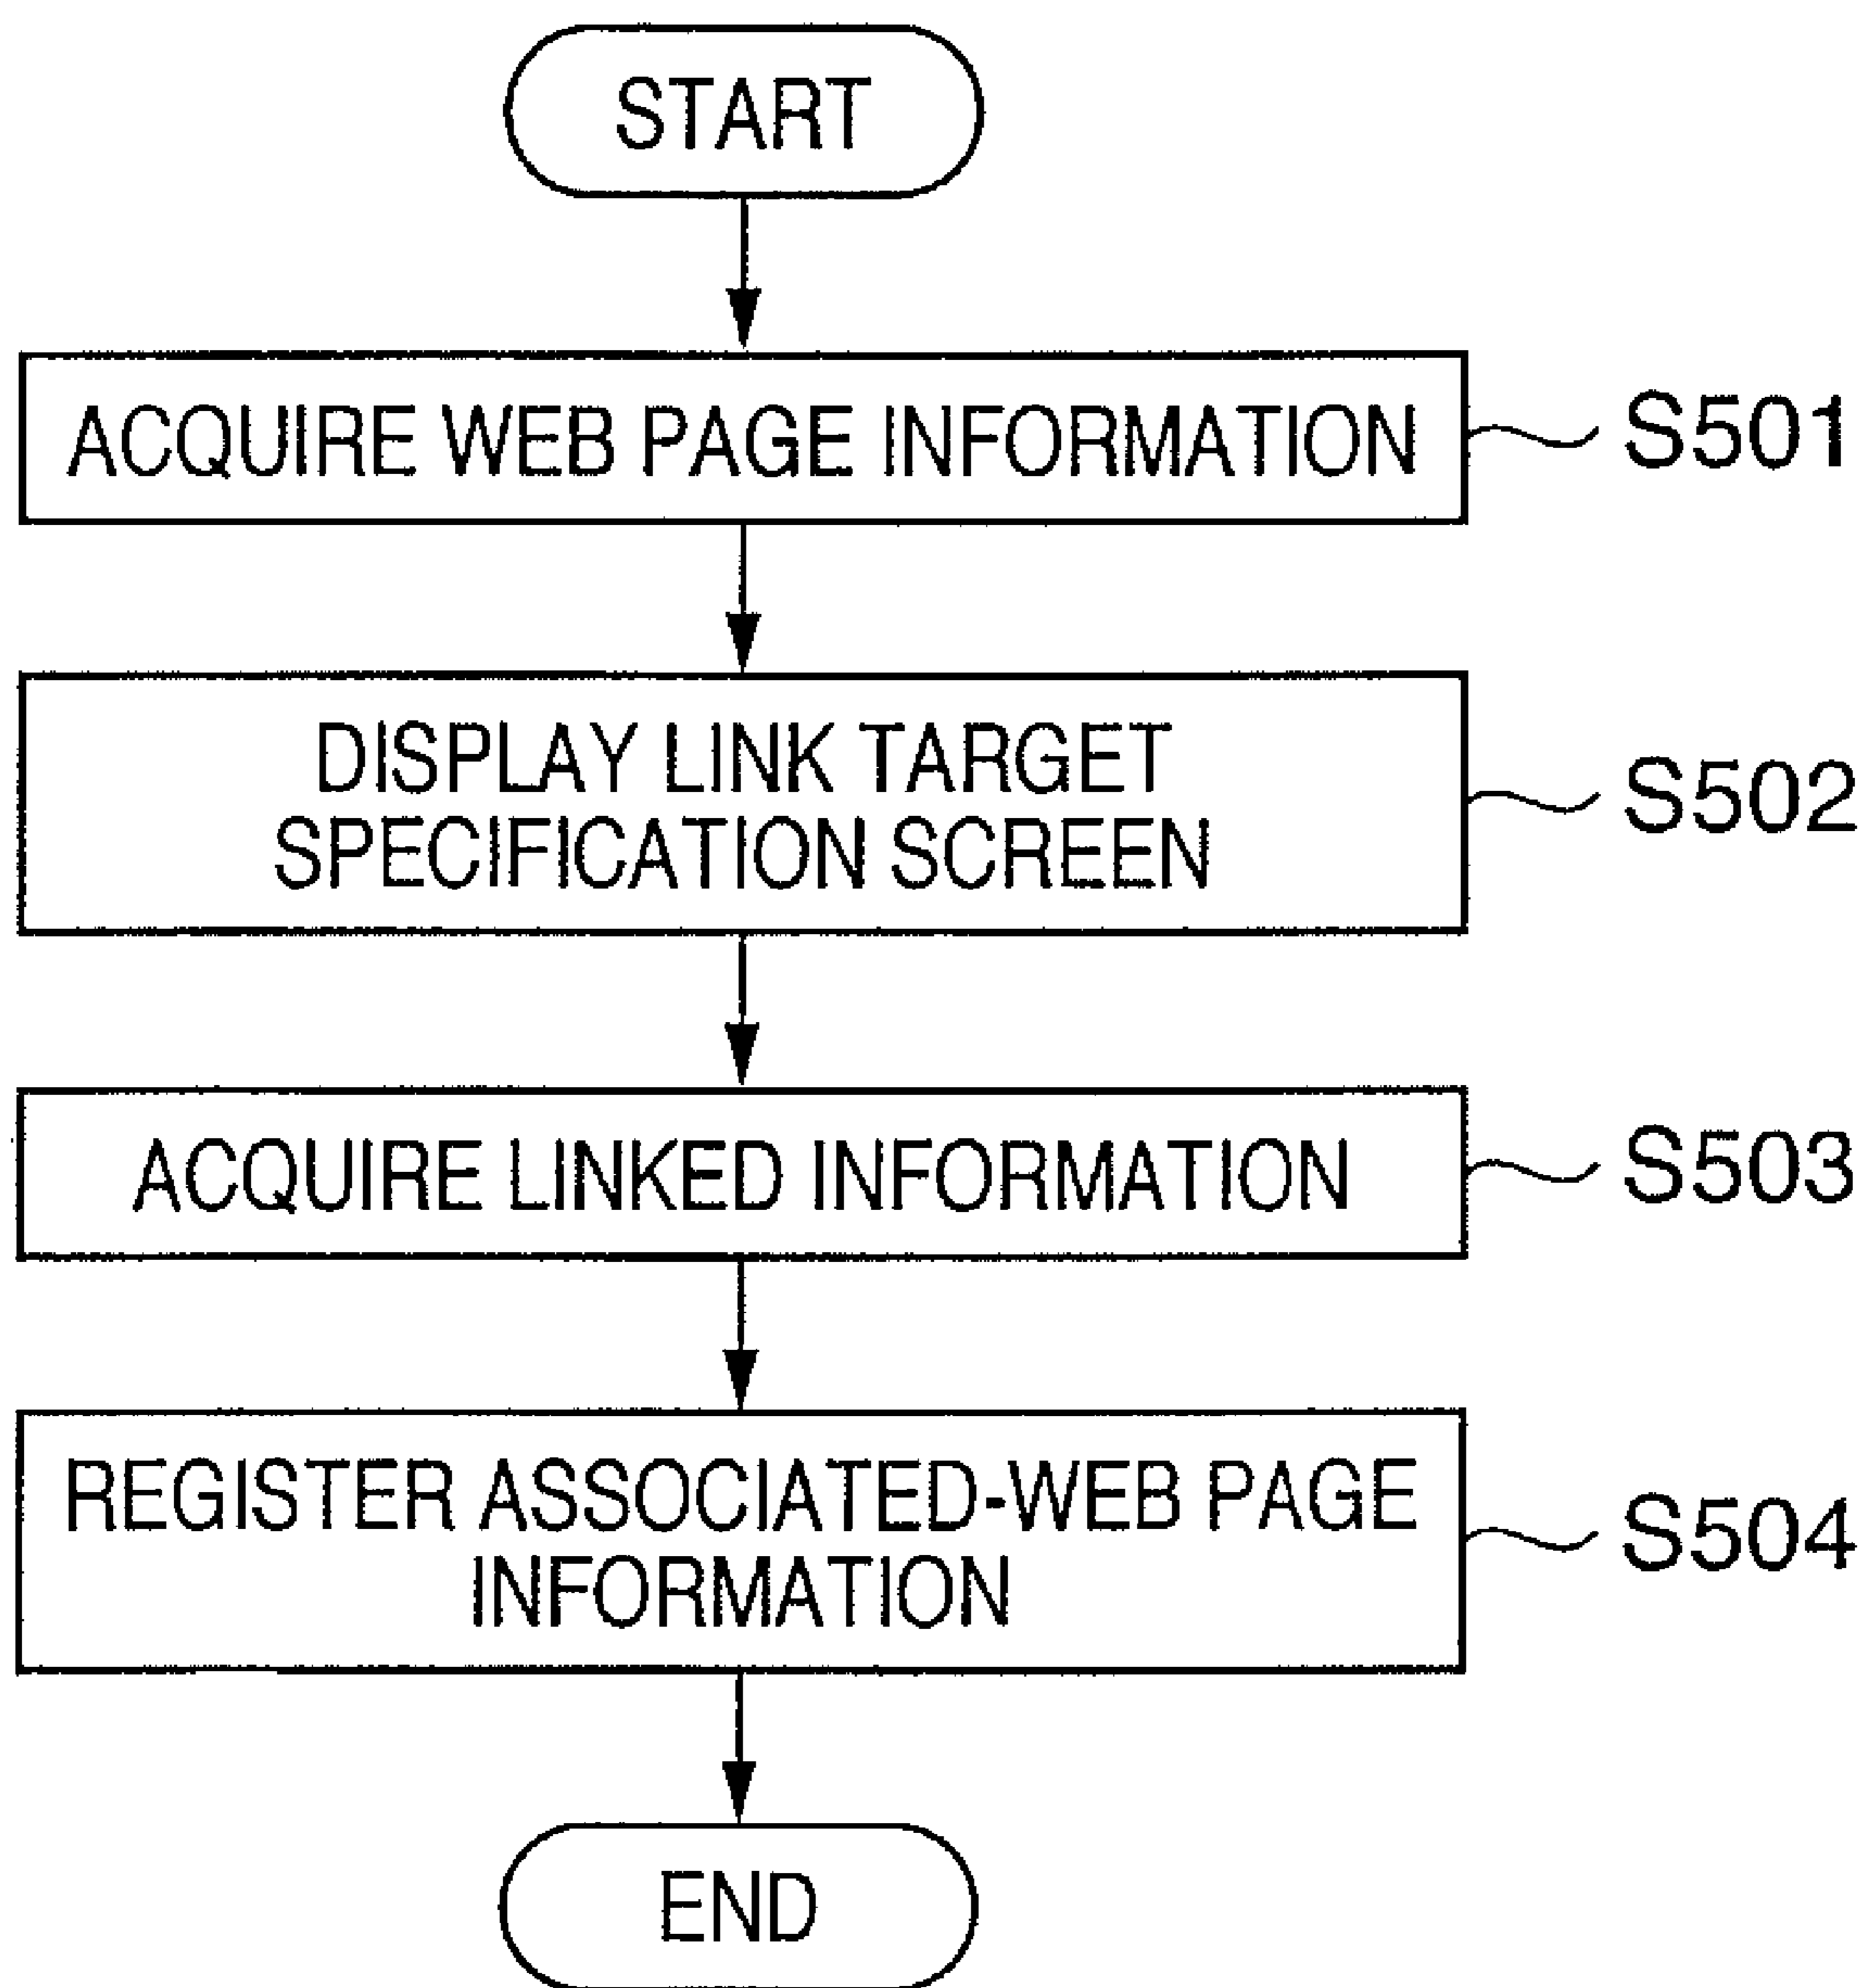 START
ACQUIRE WEB PAGE INFORMATION
S501
DISPLAY LINK TARGET
SPECIFICATION SCREEN
S502
ACQUIRE LINKED INFORMATION
S503
REGISTER ASSOCIATED-WEB PAGE
INFORMATION
S504
END